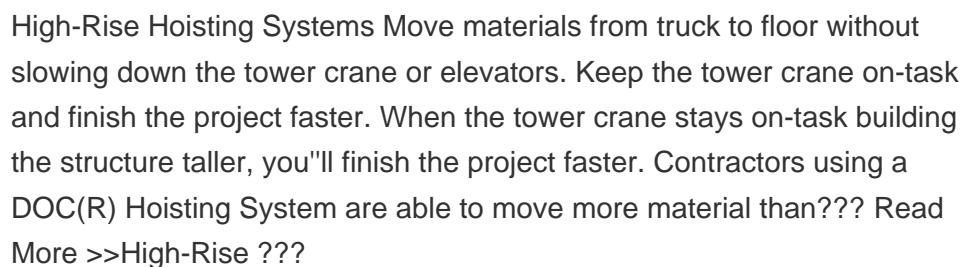 High-Rise Hoisting Systems Move materials from truck to floor without
slowing down the tower crane or elevators. Keep the tower crane on-task
and finish the project faster. When the tower crane stays on-task building
the structure taller, you"ll finish the project faster. Contractors using a
DOC(R) Hoisting System are able to move more material than??? Read
More >>High-Rise ???